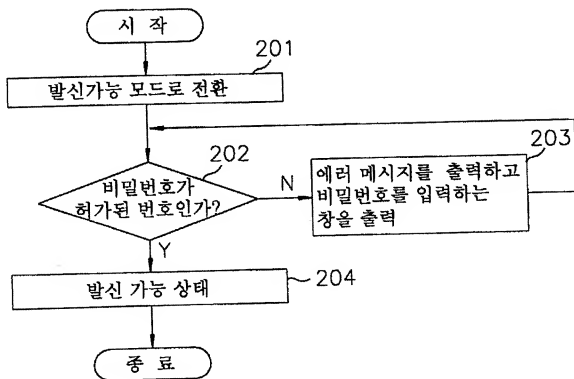 시 작
201
발신가능 모드로 전환
202
비밀번호가
허가된 번호인가?
N
203
에러 메시지를 출력하고
비밀번호를 입력하는
창을 출력
Y
발신 가능 상태
204
종 료